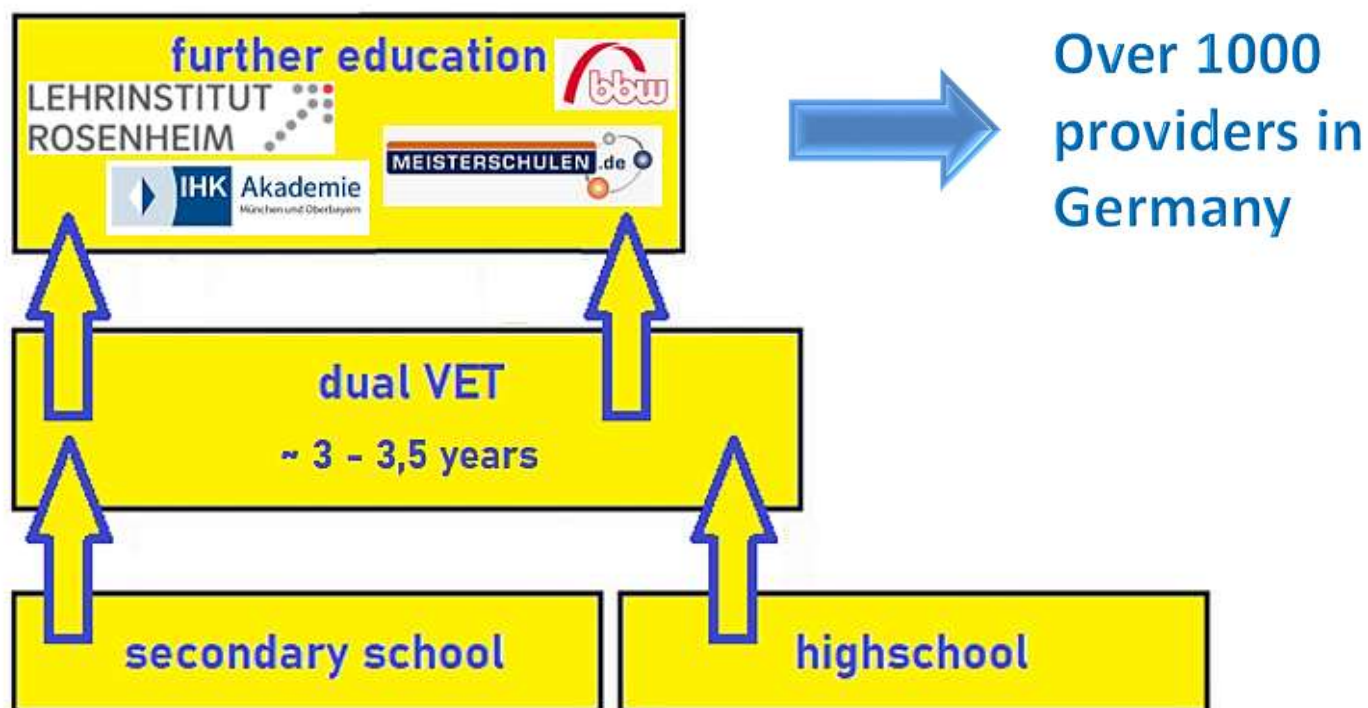 further education
bbw
LEHRINSTITUT
ROSENHEIM
MEISTERSCHULEN.de
IHK Akademie
München und Oberbayern
Over 1000
providers in
Germany
dual VET
~ 3 - 3,5 years
secondary school
highschool